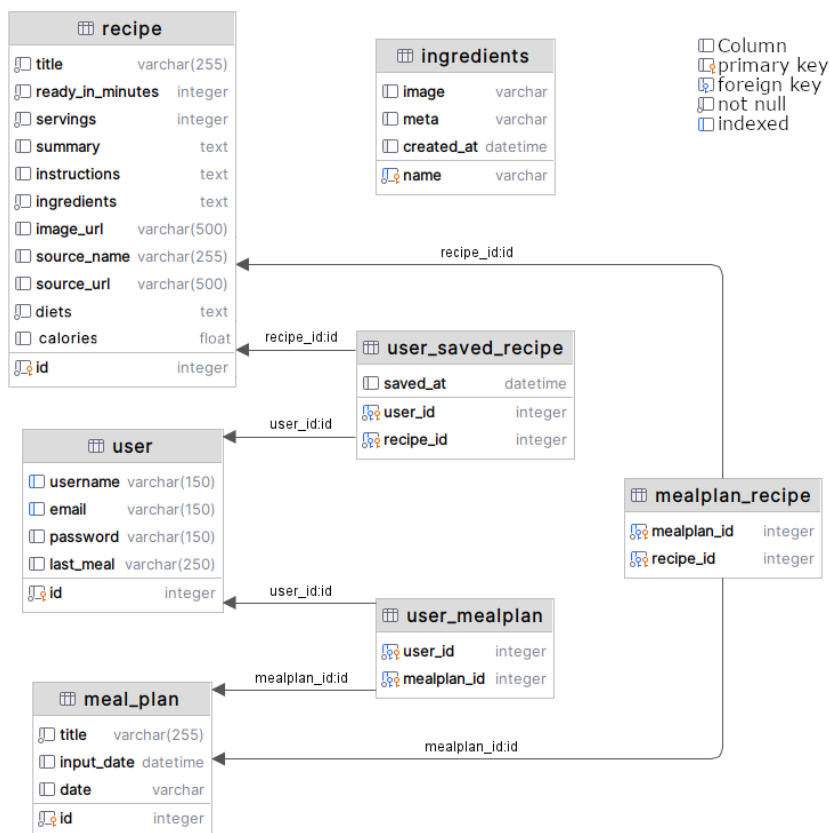 recipe
title varchar(255)
ready_in_minutes integer
servings integer
summary text
instructions text
ingredients text
image_url varchar(500)
source_name varchar(255)
source_url varchar(500)
diets text
calories float
id integer
ingredients
image varchar
meta varchar
created_at datetime
name varchar
Column
primary key
foreign key
not null
indexed
recipe_id:id
recipe_id:id
user_saved_recipe
saved_at datetime
user_id integer
recipe_id integer
user_id:id
user
username varchar(150)
email varchar(150)
password varchar(150)
last_meal varchar(250)
id integer
mealplan_recipe
mealplan_id integer
recipe_id integer
user_id:id
user_mealplan
user_id integer
mealplan_id integer
mealplan_id:id
meal_plan
title varchar(255)
input_date datetime
date varchar
id integer
mealplan_id:id